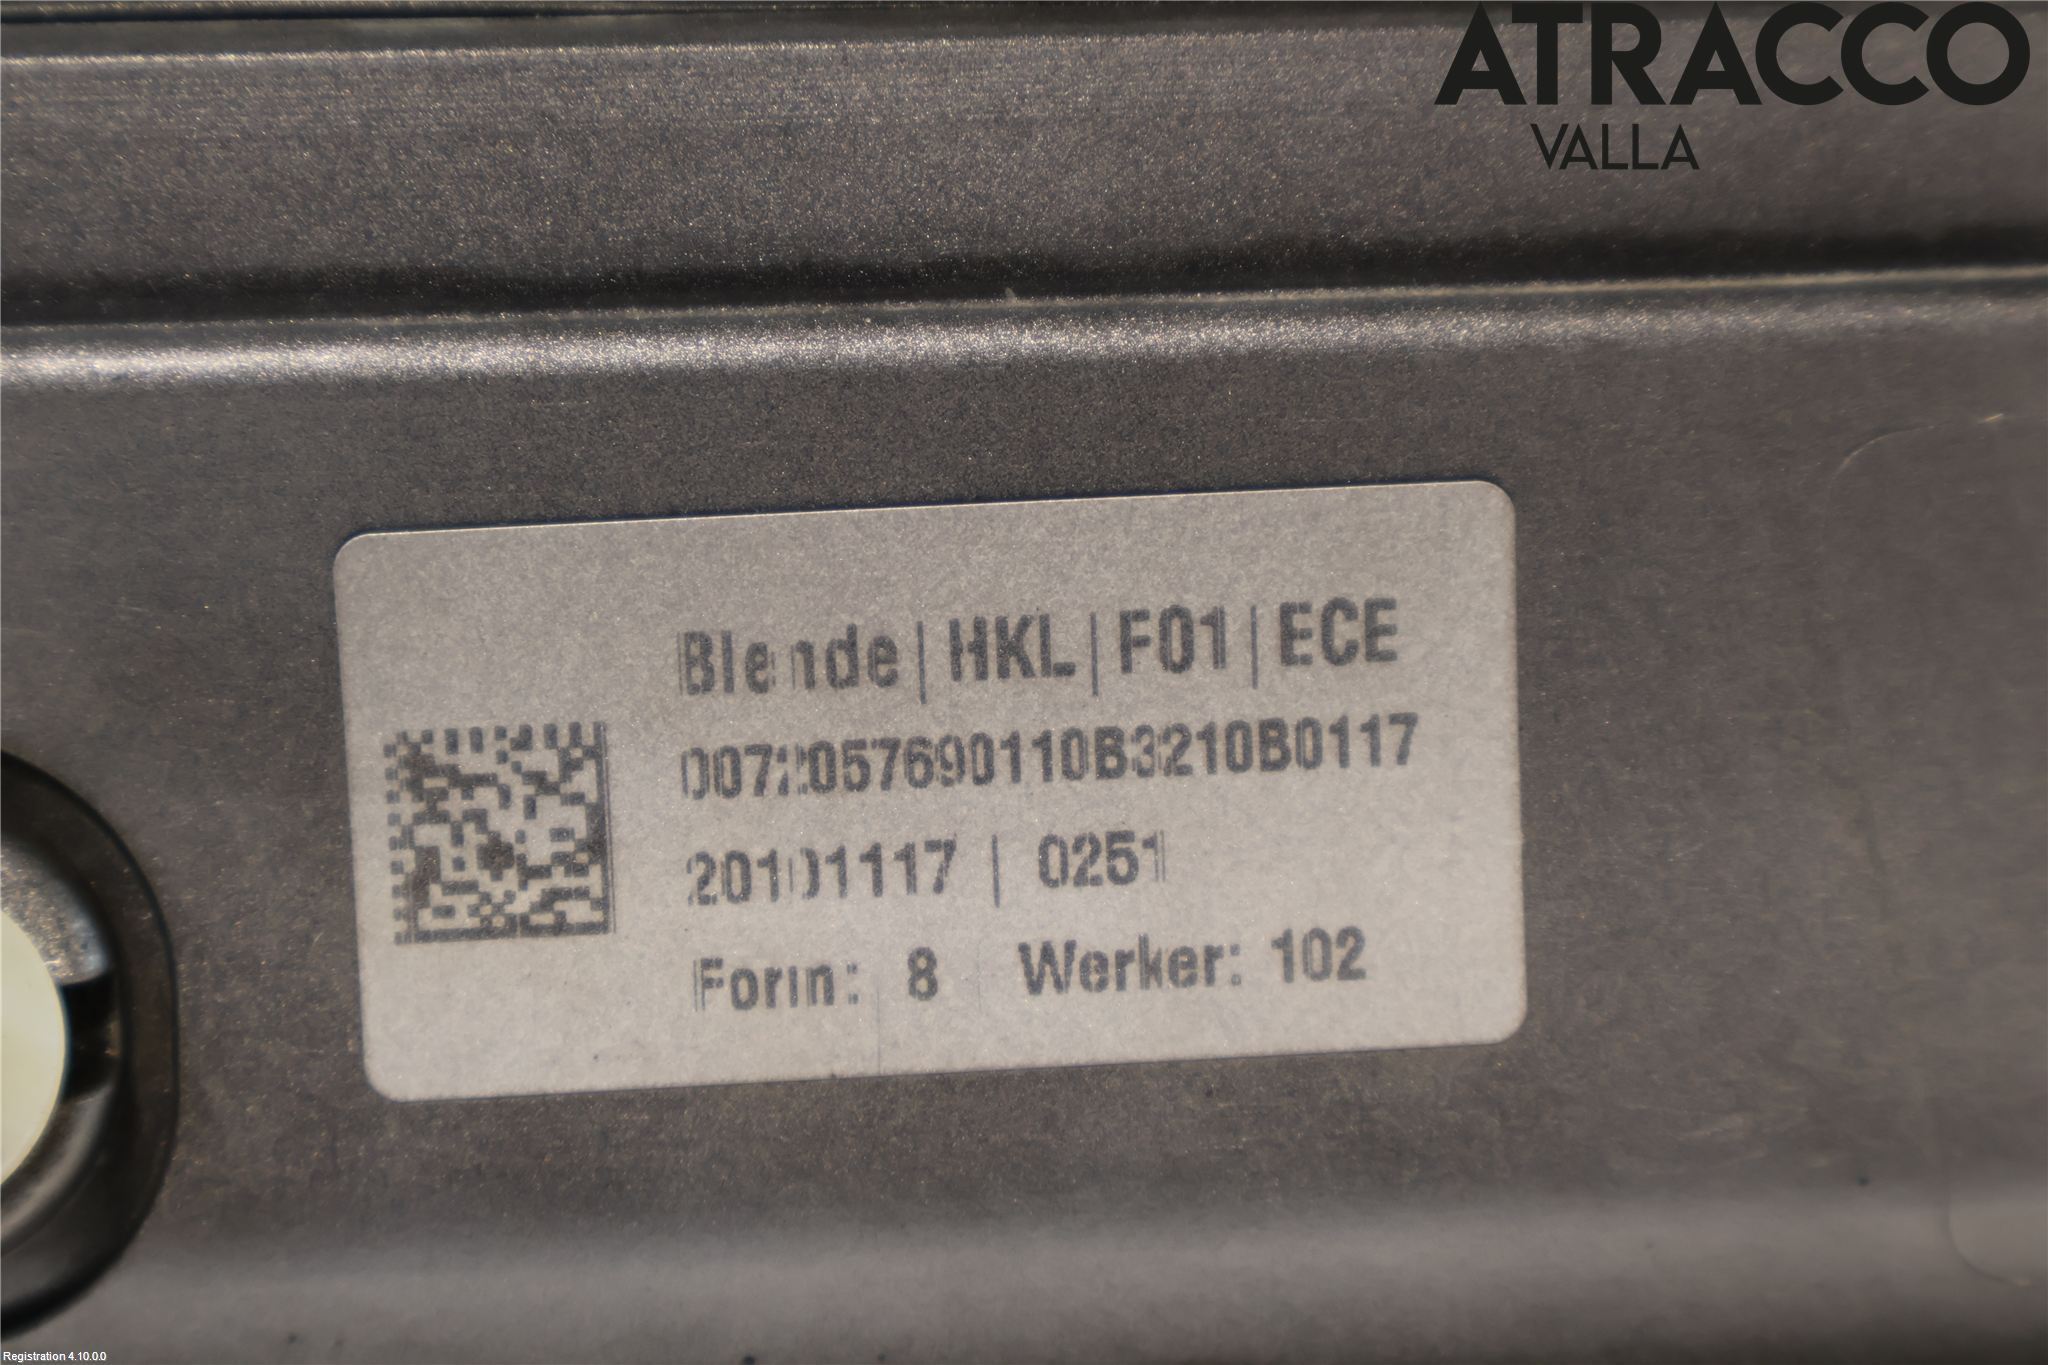 ATRACCO
VALLA
Blende | HKL | F01 | ECE
0072057690110B3210B0117
20101117 | 0251
Form: 8 Werker: 102
Registration 4.10.0.0